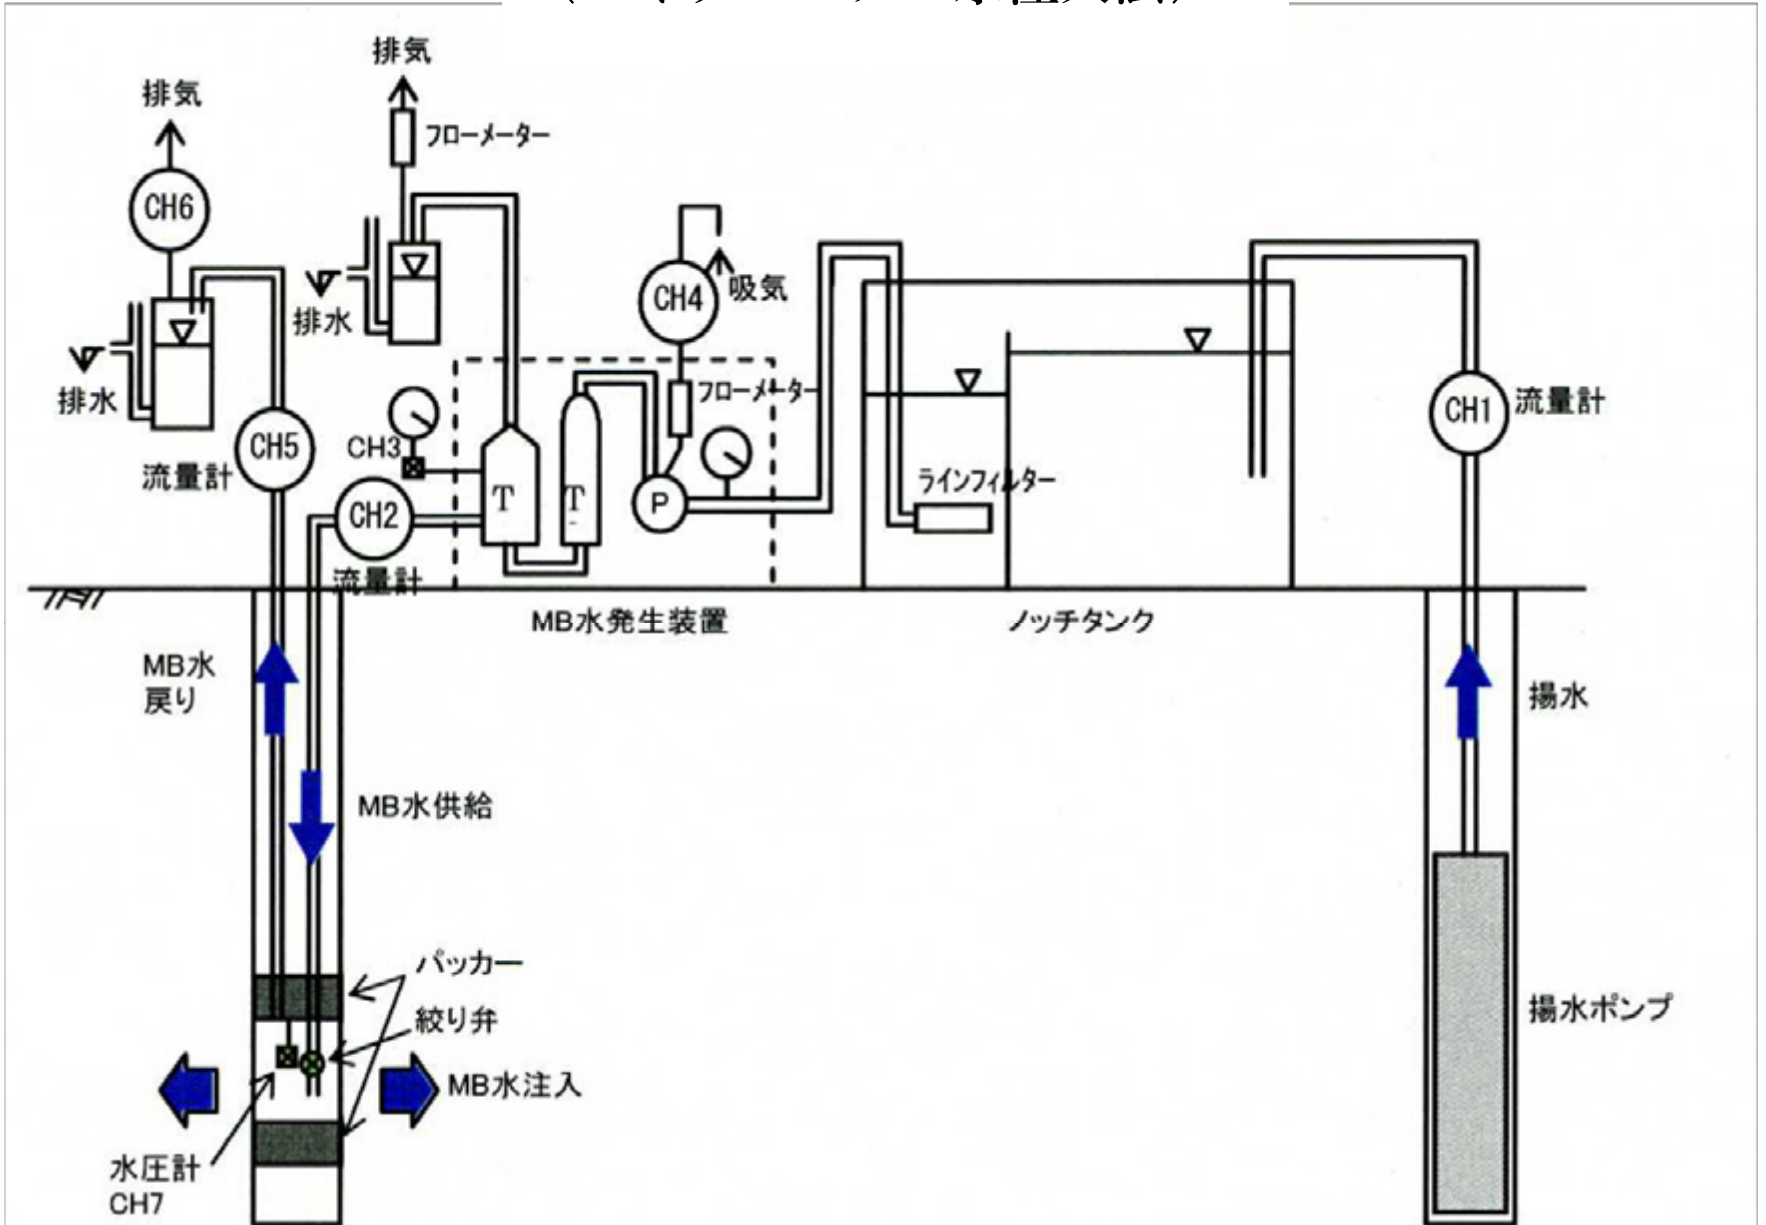 排気
排気
フローメーター
CH6
CH4
吸気
排水
排水
フローメーター
CH1
流量計
CH5
CH3
流量計
CH2
流量計
T
T
P
ラインフィルター
MB水発生装置
ノッチタンク
MB水
戻り
揚水
MB水供給
パッカー
絞り弁
揚水ポンプ
MB水注入
水圧計
CH7